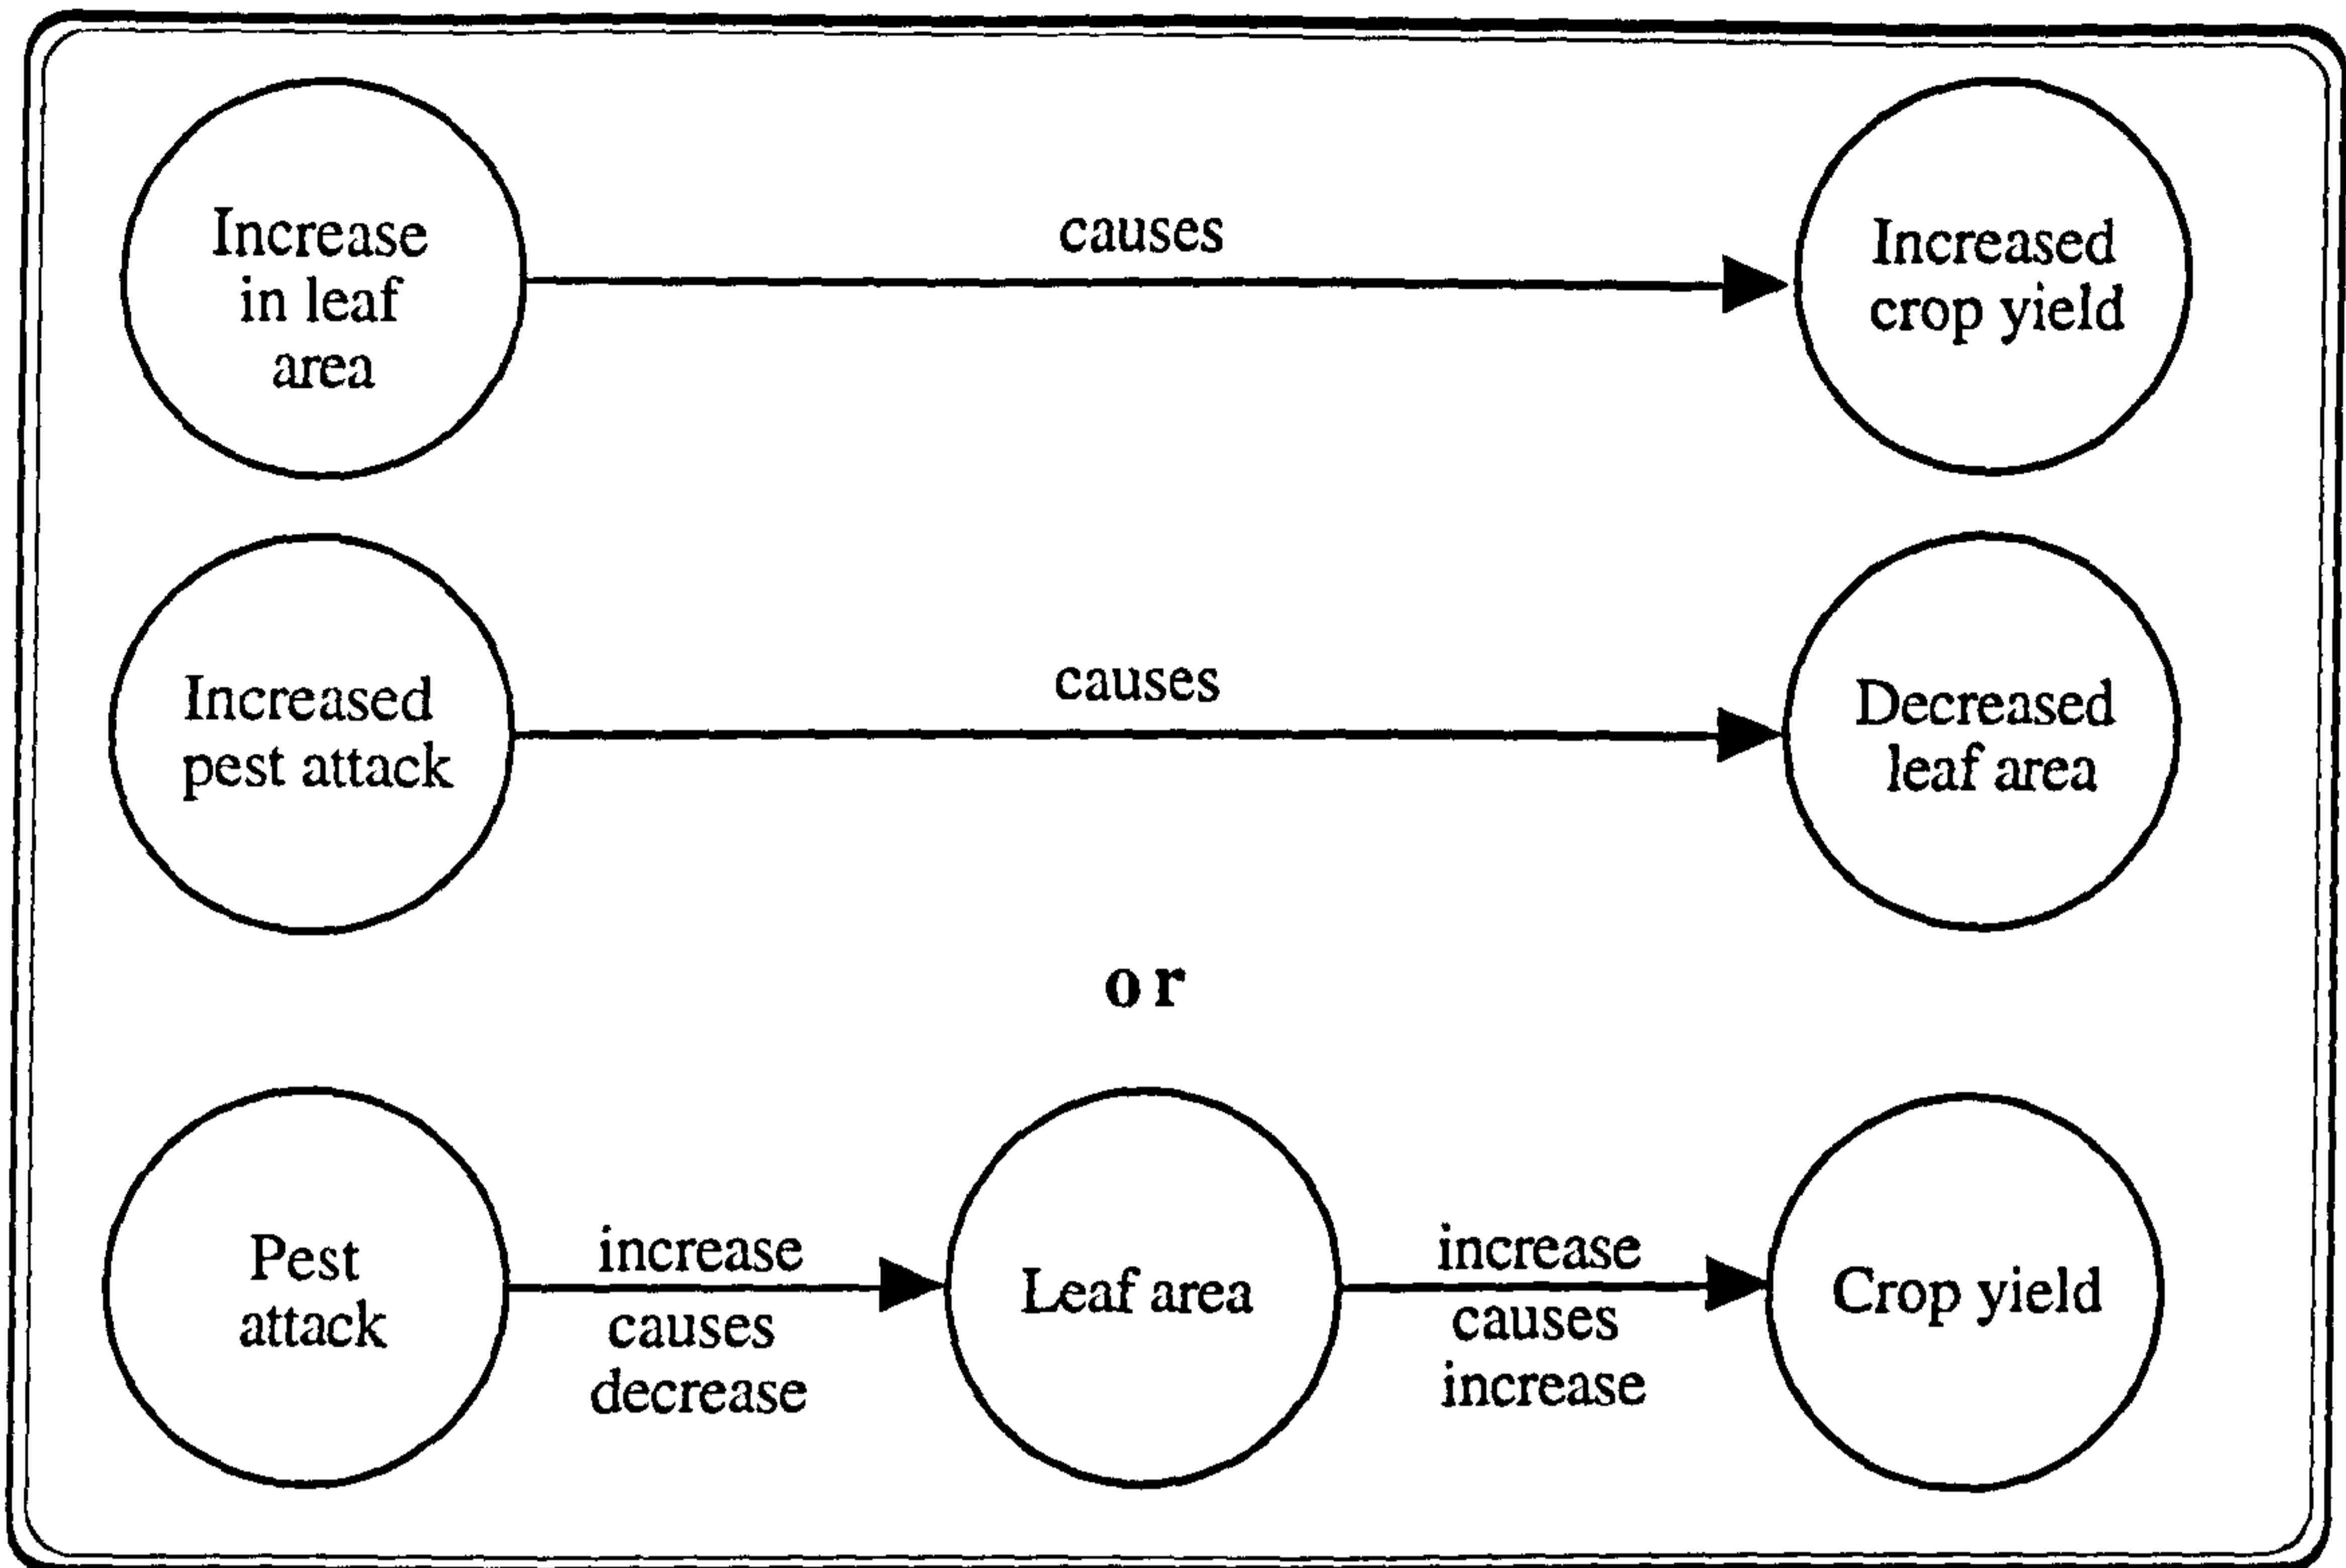 Increase
in leaf
area
causes
Increased
crop yield
Increased
pest attack
causes
Decreased
leaf area
or
Pest
attack
increase
causes
decrease
Leaf area
increase
causes
increase
Crop yield